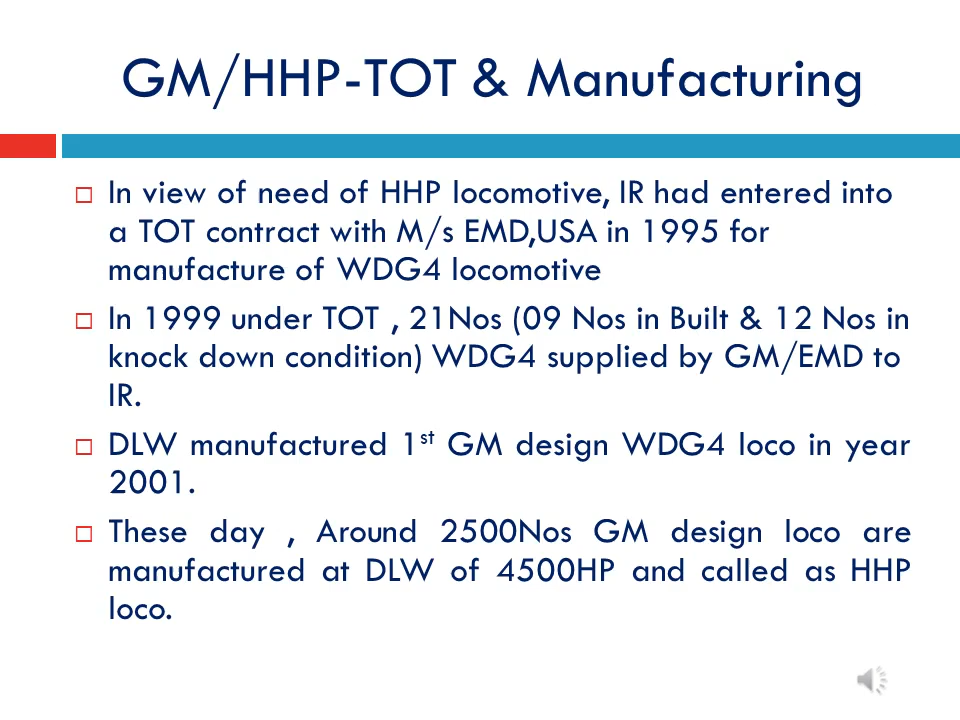 GM/HHP-TOT & Manufacturing
In view of need of HHP locomotive, IR had entered into
a TOT contract with M/s EMD,USA in 1995 for
manufacture of WDG4 locomotive
In 1999 under TOT , 21Nos (09 Nos in Built & 12 Nos in
knock down condition) WDG4 supplied by GM/EMD to
IR.
DLW manufactured 1st GM design WDG4 loco in year
2001.
These day , Around 2500Nos GM design loco are
manufactured at DLW of 4500HP and called as HHP
loco.